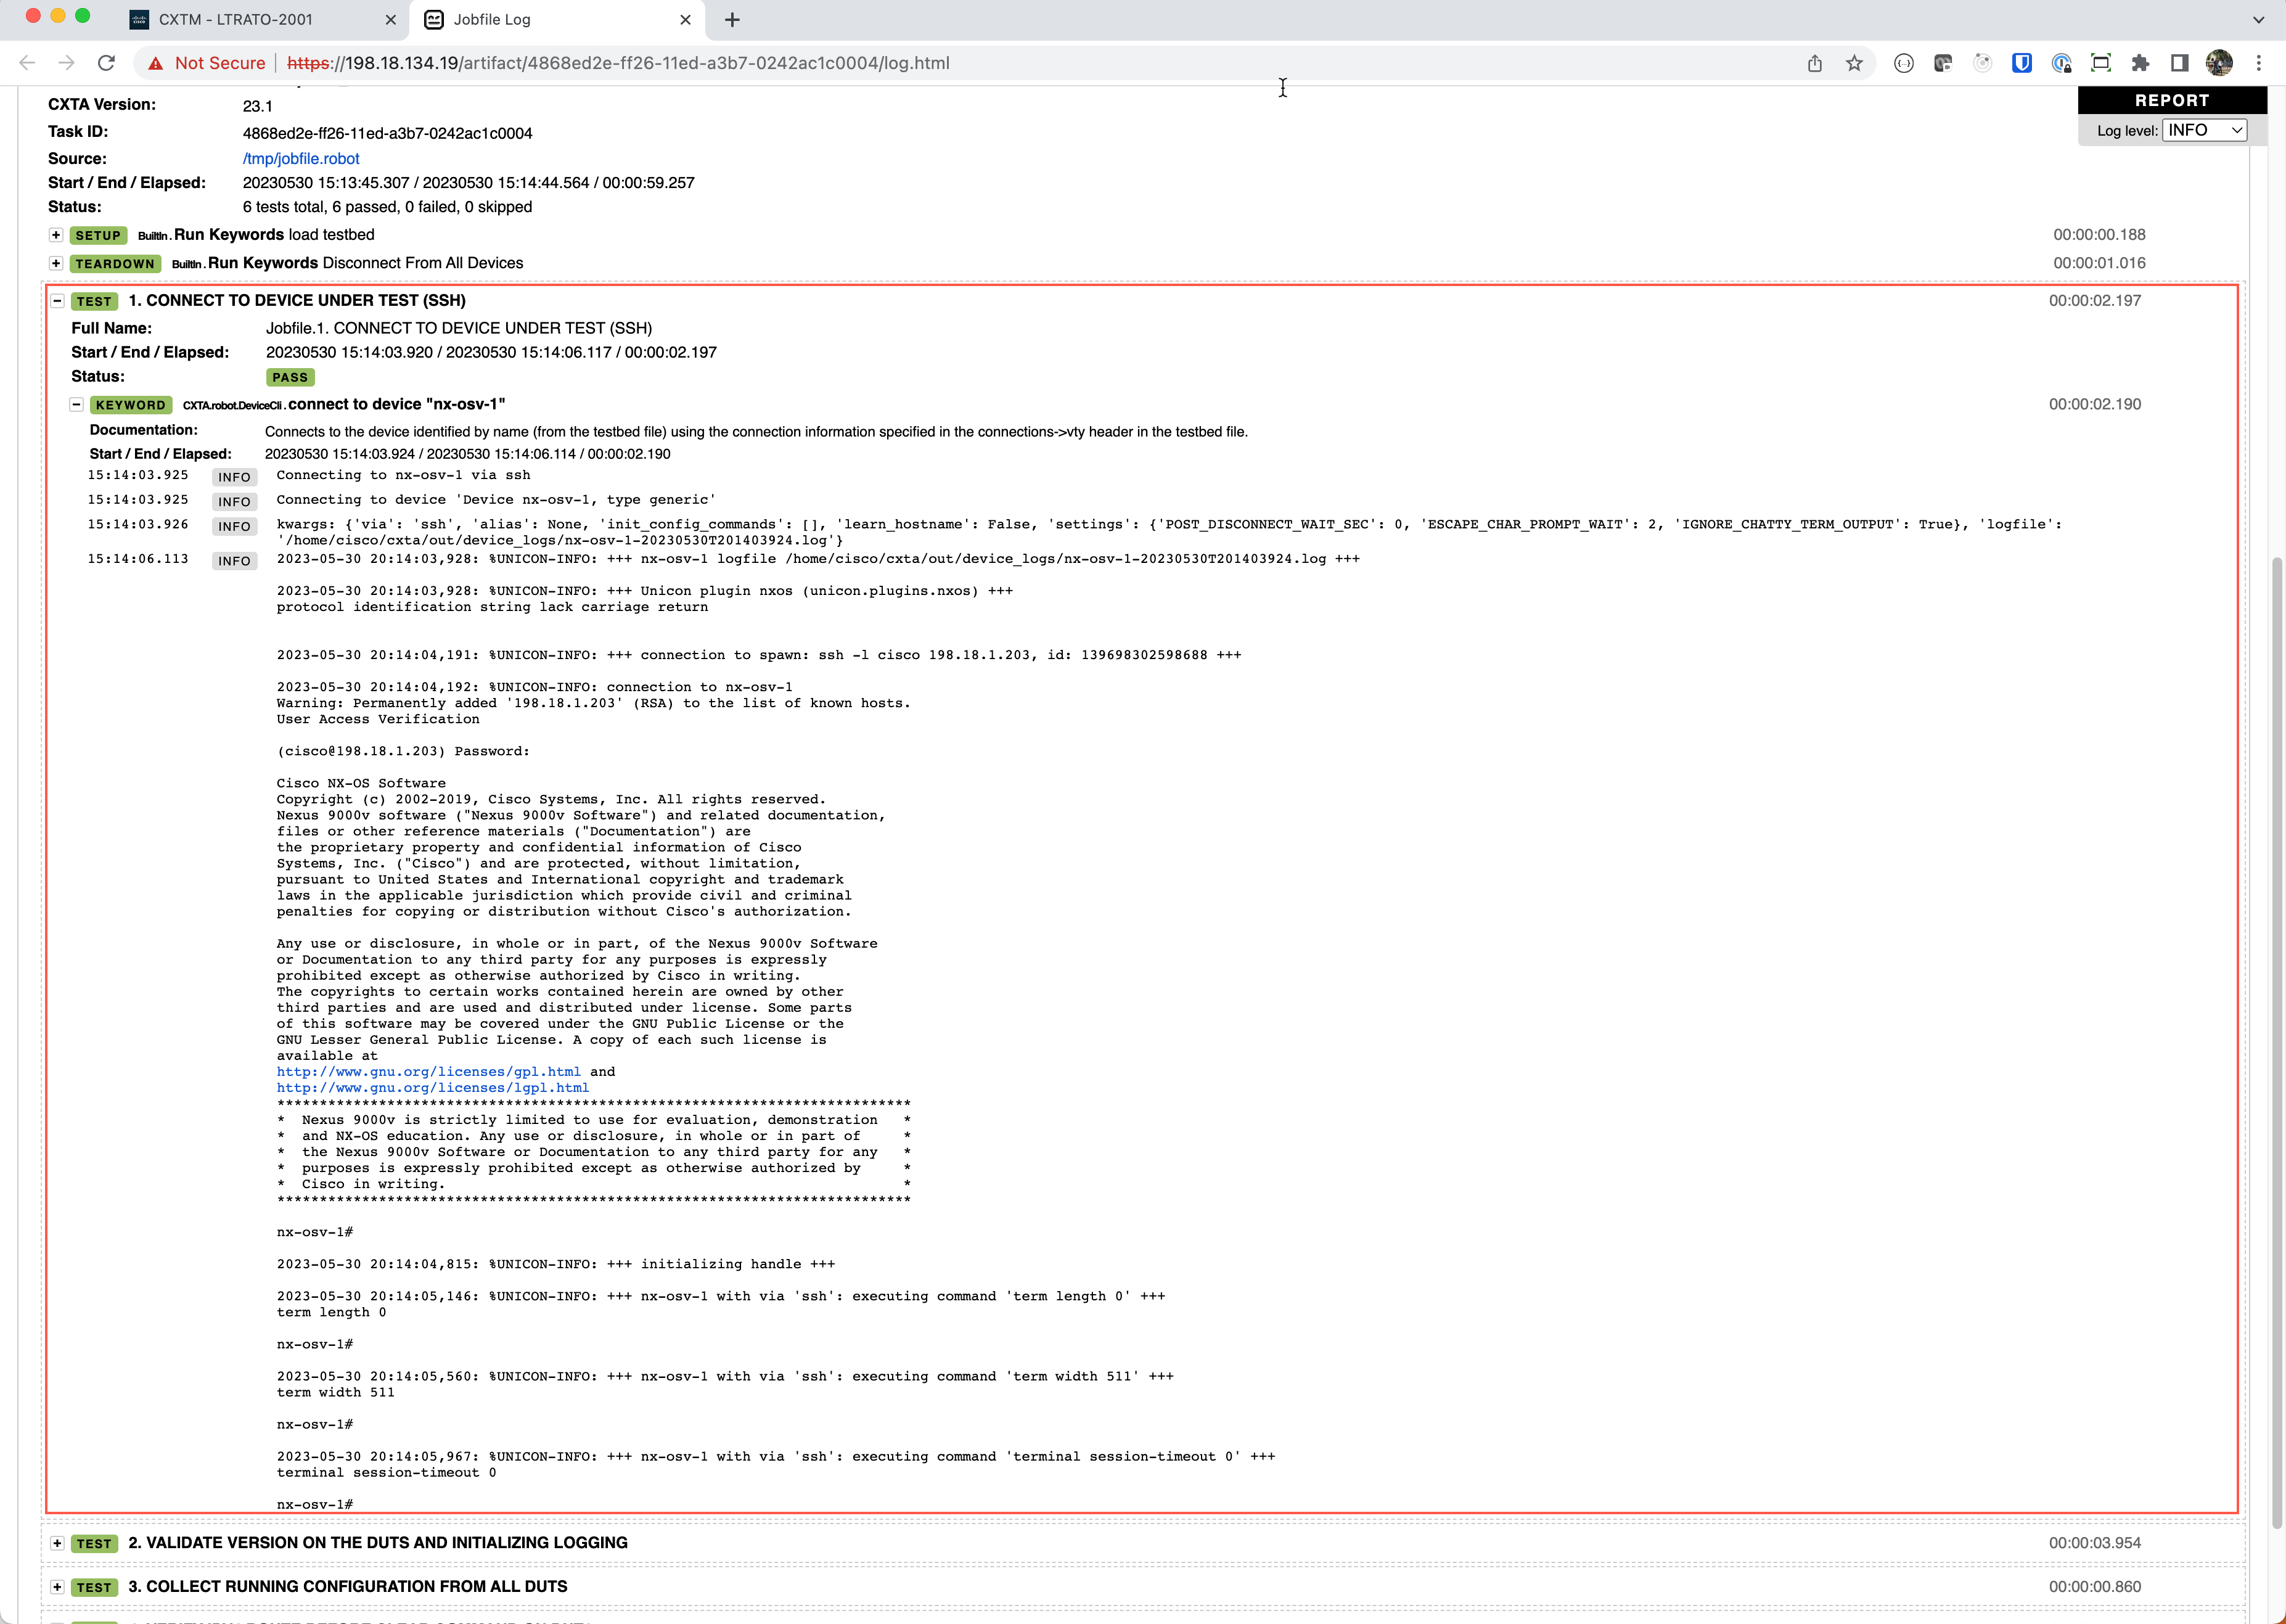 CXTM - LTRATO-2001
Jobfile Log
Not Secure
https://198.18.134.19/artifact/4868ed2e-ff26-11ed-a3b7-0242ac1c0004/log.html
REPORT
Log level: INFO
CXTA Version: 23.1
Task ID: 4868ed2e-ff26-11ed-a3b7-0242ac1c0004
Source: /tmp/jobfile.robot
Start / End / Elapsed: 20230530 15:13:45.307 / 20230530 15:14:44.564 / 00:00:59.257
Status: 6 tests total, 6 passed, 0 failed, 0 skipped
+ SETUP BuiltIn . Run Keywords load testbed 00:00:00.188
+ TEARDOWN BuiltIn . Run Keywords Disconnect From All Devices 00:00:01.016
- TEST 1. CONNECT TO DEVICE UNDER TEST (SSH) 00:00:02.197
Full Name: Jobfile.1. CONNECT TO DEVICE UNDER TEST (SSH)
Start / End / Elapsed: 20230530 15:14:03.920 / 20230530 15:14:06.117 / 00:00:02.197
Status: PASS
- KEYWORD CXTA.robot.DeviceCli . connect to device "nx-osv-1" 00:00:02.190
Documentation: Connects to the device identified by name (from the testbed file) using the connection information specified in the connections->vty header in the testbed file.
Start / End / Elapsed: 20230530 15:14:03.924 / 20230530 15:14:06.114 / 00:00:02.190
15:14:03.925 INFO Connecting to nx-osv-1 via ssh
15:14:03.925 INFO Connecting to device 'Device nx-osv-1, type generic'
15:14:03.926 INFO kwargs: {'via': 'ssh', 'alias': None, 'init_config_commands': [], 'learn_hostname': False, 'settings': {'POST_DISCONNECT_WAIT_SEC': 0, 'ESCAPE_CHAR_PROMPT_WAIT': 2, 'IGNORE_CHATTY_TERM_OUTPUT': True}, 'logfile':
'/home/cisco/cxta/out/device_logs/nx-osv-1-20230530T201403924.log'}
15:14:06.113 INFO 2023-05-30 20:14:03,928: %UNICON-INFO: +++ nx-osv-1 logfile /home/cisco/cxta/out/device_logs/nx-osv-1-20230530T201403924.log +++
2023-05-30 20:14:03,928: %UNICON-INFO: +++ Unicon plugin nxos (unicon.plugins.nxos) +++
protocol identification string lack carriage return
2023-05-30 20:14:04,191: %UNICON-INFO: +++ connection to spawn: ssh -l cisco 198.18.1.203, id: 139698302598688 +++
2023-05-30 20:14:04,192: %UNICON-INFO: connection to nx-osv-1
Warning: Permanently added '198.18.1.203' (RSA) to the list of known hosts.
User Access Verification
(cisco@198.18.1.203) Password:
Cisco NX-OS Software
Copyright (c) 2002-2019, Cisco Systems, Inc. All rights reserved.
Nexus 9000v software ("Nexus 9000v Software") and related documentation,
files or other reference materials ("Documentation") are
the proprietary property and confidential information of Cisco
Systems, Inc. ("Cisco") and are protected, without limitation,
pursuant to United States and International copyright and trademark
laws in the applicable jurisdiction which provide civil and criminal
penalties for copying or distribution without Cisco's authorization.
Any use or disclosure, in whole or in part, of the Nexus 9000v Software
or Documentation to any third party for any purposes is expressly
prohibited except as otherwise authorized by Cisco in writing.
The copyrights to certain works contained herein are owned by other
third parties and are used and distributed under license. Some parts
of this software may be covered under the GNU Public License or the
GNU Lesser General Public License. A copy of each such license is
available at
http://www.gnu.org/licenses/gpl.html and
http://www.gnu.org/licenses/lgpl.html
***************************************************************************
* Nexus 9000v is strictly limited to use for evaluation, demonstration *
* and NX-OS education. Any use or disclosure, in whole or in part of *
* the Nexus 9000v Software or Documentation to any third party for any *
* purposes is expressly prohibited except as otherwise authorized by *
* Cisco in writing. *
***************************************************************************
nx-osv-1#
2023-05-30 20:14:04,815: %UNICON-INFO: +++ initializing handle +++
2023-05-30 20:14:05,146: %UNICON-INFO: +++ nx-osv-1 with via 'ssh': executing command 'term length 0' +++
term length 0
nx-osv-1#
2023-05-30 20:14:05,560: %UNICON-INFO: +++ nx-osv-1 with via 'ssh': executing command 'term width 511' +++
term width 511
nx-osv-1#
2023-05-30 20:14:05,967: %UNICON-INFO: +++ nx-osv-1 with via 'ssh': executing command 'terminal session-timeout 0' +++
terminal session-timeout 0
nx-osv-1#
+ TEST 2. VALIDATE VERSION ON THE DUTS AND INITIALIZING LOGGING 00:00:03.954
+ TEST 3. COLLECT RUNNING CONFIGURATION FROM ALL DUTS 00:00:00.860